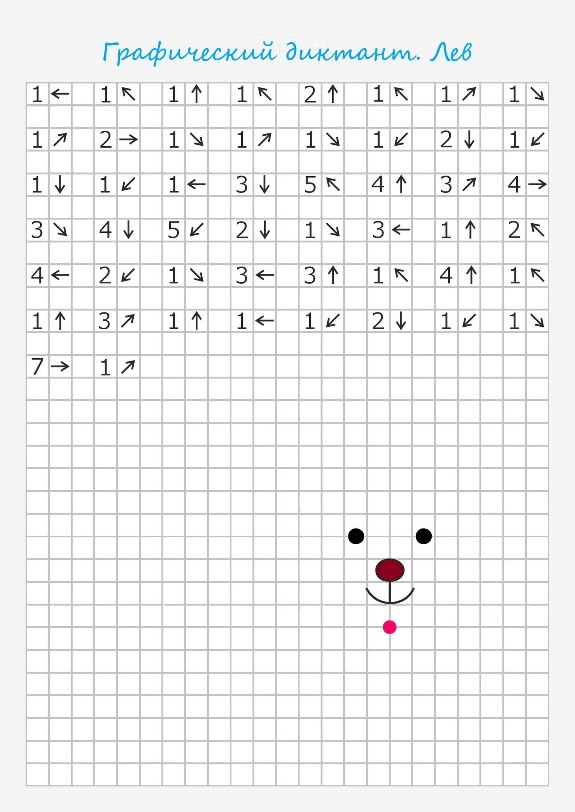 Графический диктант. Лев
1 ← 1 ↖ 1 ↑ 1 ↖ 2 ↑ 1 ↖ 1 ↗ 1 ↘
1 ↗ 2 → 1 ↘ 1 ↗ 1 ↘ 1 ↙ 2 ↓ 1 ↙
1 ↓ 1 ↙ 1 ← 3 ↓ 5 ↖ 4 ↑ 3 ↗ 4 →
3 ↘ 4 ↓ 5 ↙ 2 ↓ 1 ↘ 3 ← 1 ↑ 2 ↖
4 ← 2 ↙ 1 ↘ 3 ← 3 ↑ 1 ↖ 4 ↑ 1 ↖
1 ↑ 3 ↗ 1 ↑ 1 ← 1 ↙ 2 ↓ 1 ↙ 1 ↘
7 → 1 ↗